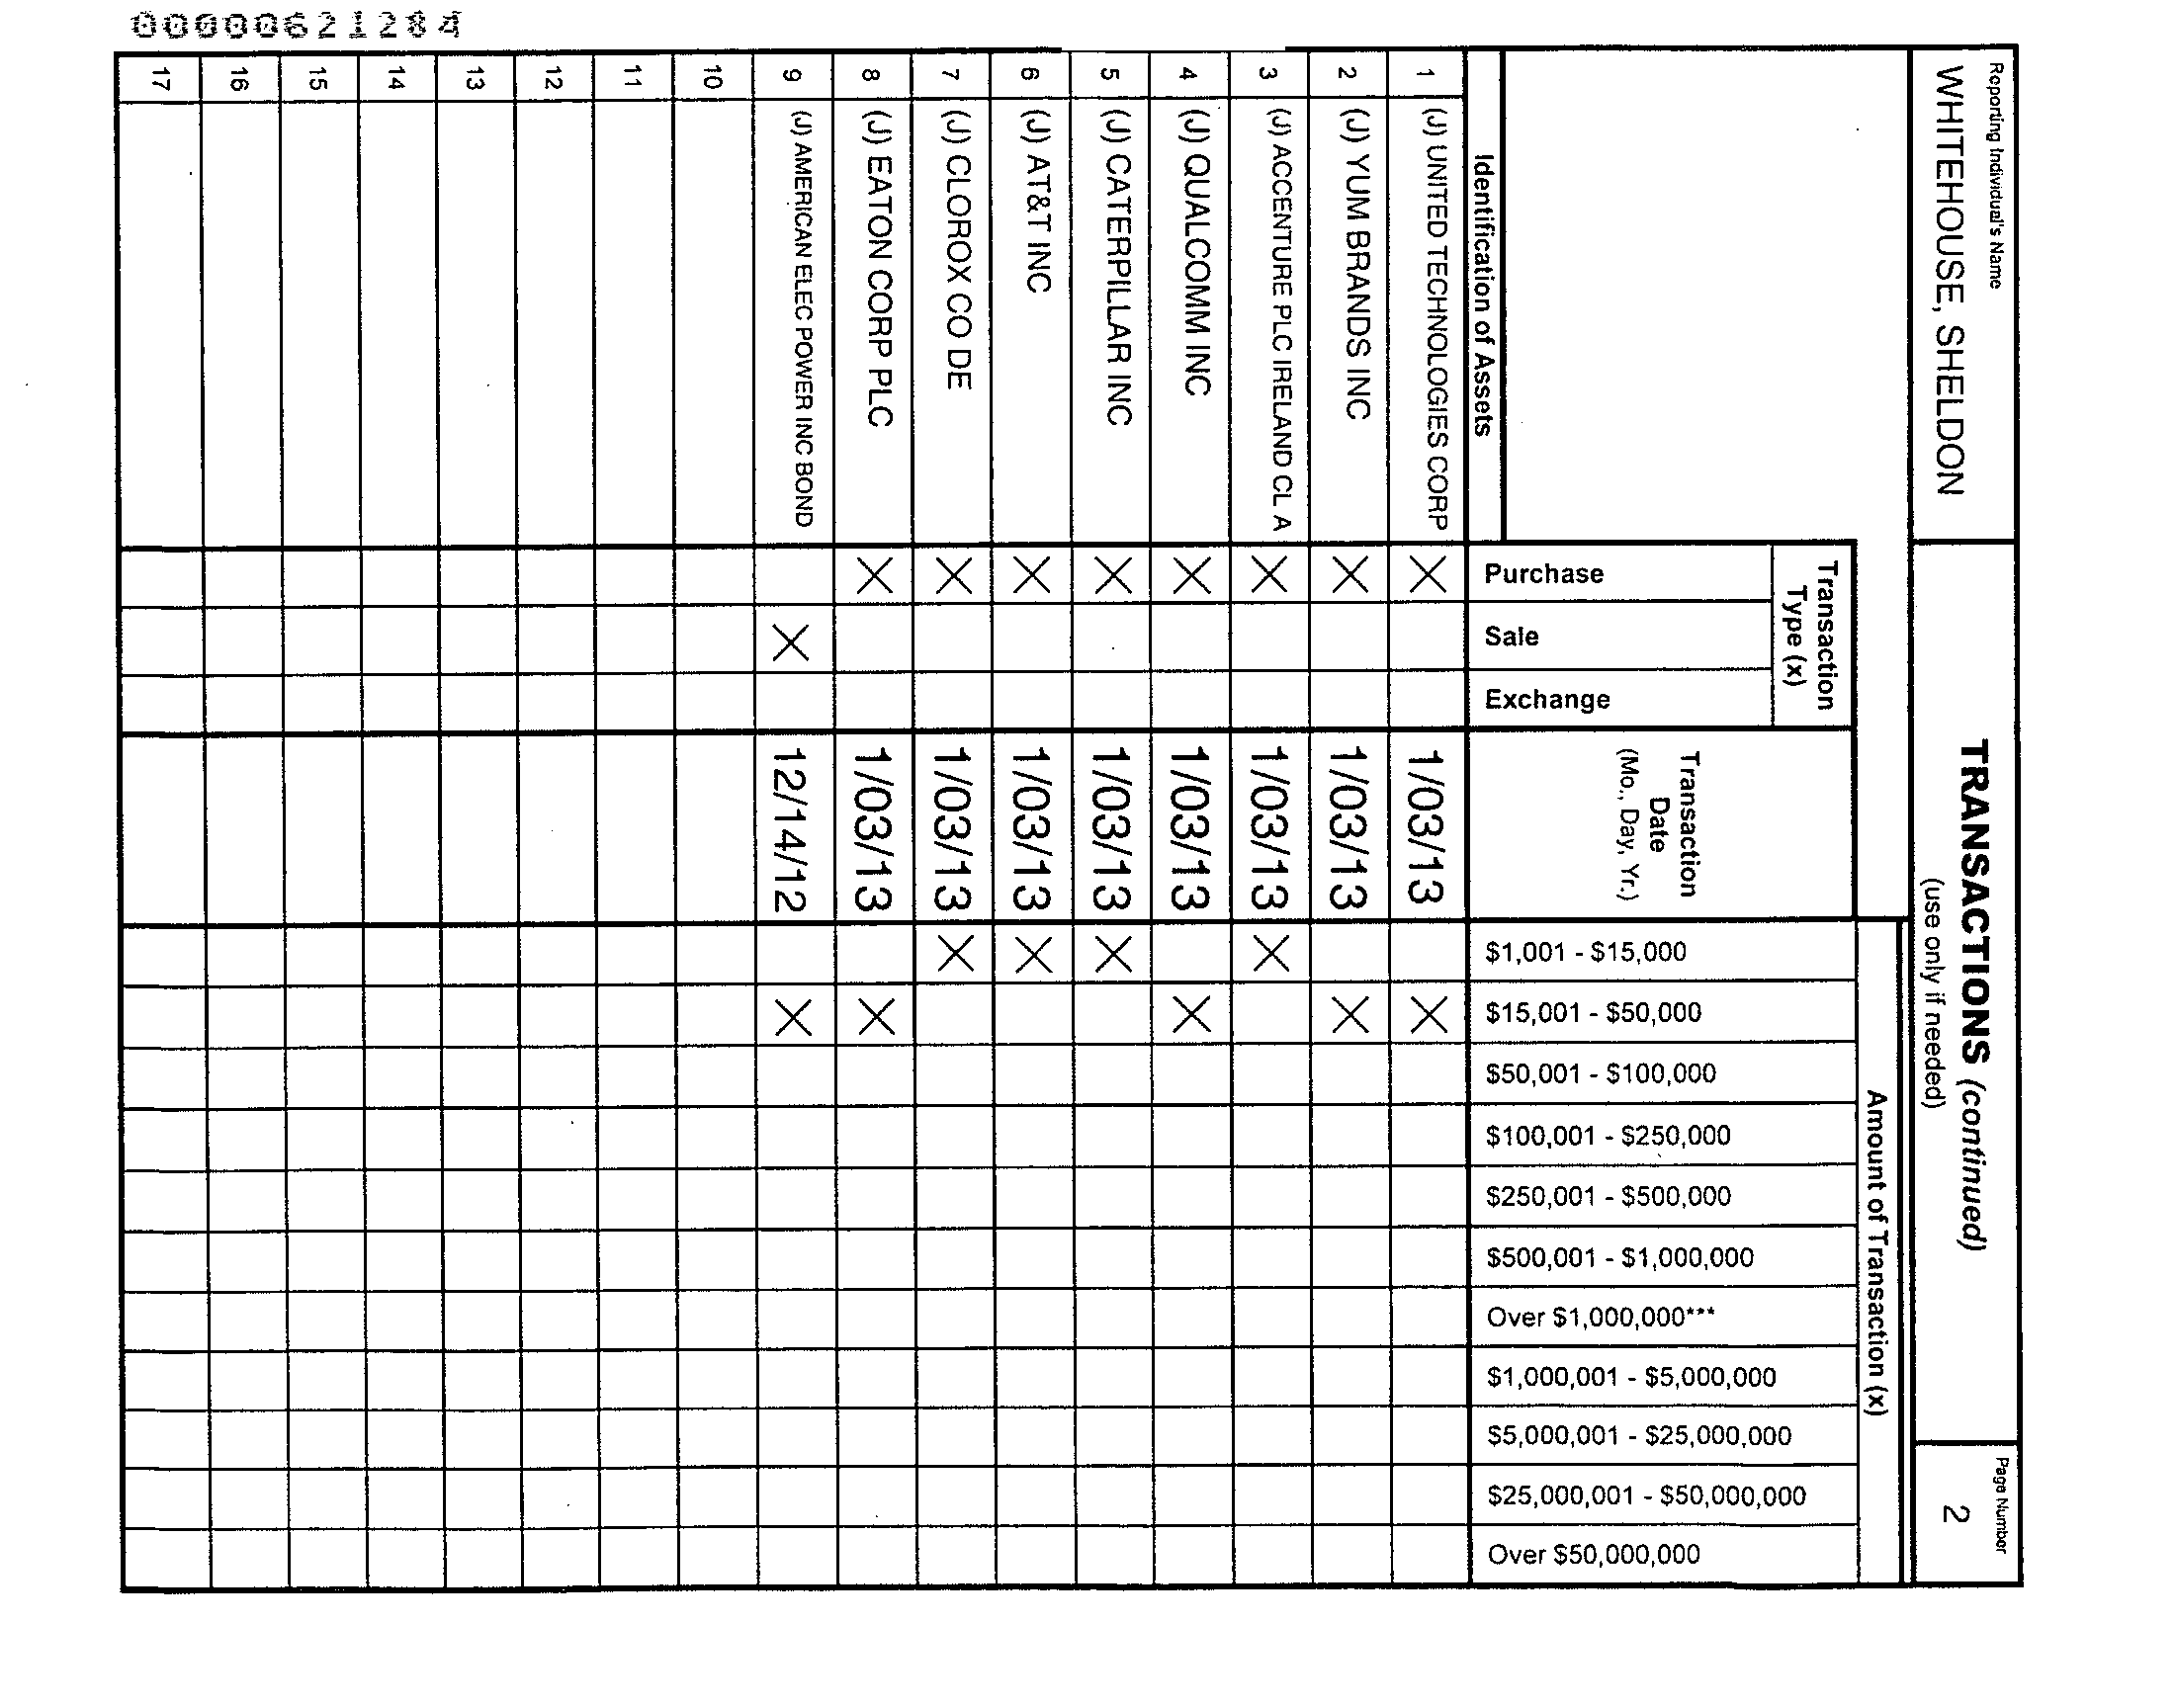 00000621284
Reporting Individual's Name
WHITEHOUSE, SHELDON
TRANSACTIONS (continued)
(use only if needed)
Page Number
2
Identification of Assets
Transaction
Type (x)
Purchase
Sale
Exchange
Transaction
Date
(Mo., Day, Yr.)
Amount of Transaction (x)
$1,001 - $15,000
$15,001 - $50,000
$50,001 - $100,000
$100,001 - $250,000
$250,001 - $500,000
$500,001 - $1,000,000
Over $1,000,000***
$1,000,001 - $5,000,000
$5,000,001 - $25,000,000
$25,000,001 - $50,000,000
Over $50,000,000
1 (J) UNITED TECHNOLOGIES CORP X 1/03/13 X
2 (J) YUM BRANDS INC X 1/03/13 X
3 (J) ACCENTURE PLC IRELAND CL A X 1/03/13 X
4 (J) QUALCOMM INC X 1/03/13 X
5 (J) CATERPILLAR INC X 1/03/13 X
6 (J) AT&T INC X 1/03/13 X
7 (J) CLOROX CO DE X 1/03/13 X
8 (J) EATON CORP PLC X 1/03/13 X
9 (J) AMERICAN ELEC POWER INC BOND X 12/14/12 X
10
11
12
13
14
15
16
17